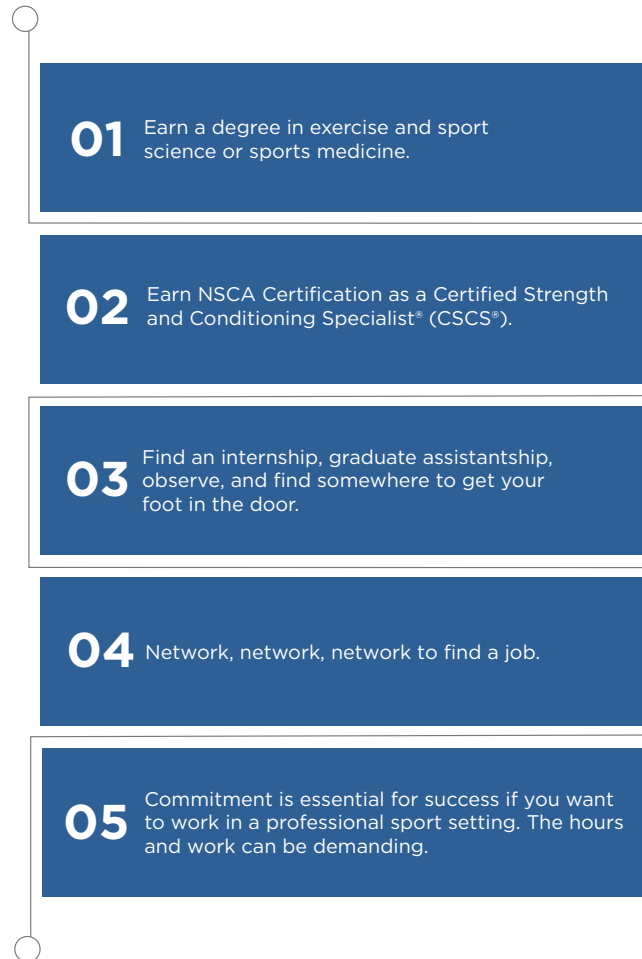 01
Earn a degree in exercise and sport
science or sports medicine.
02
Earn NSCA Certification as a Certified Strength
and Conditioning Specialist® (CSCS®).
03
Find an internship, graduate assistantship,
observe, and find somewhere to get your
foot in the door.
04
Network, network, network to find a job.
05
Commitment is essential for success if you want
to work in a professional sport setting. The hours
and work can be demanding.